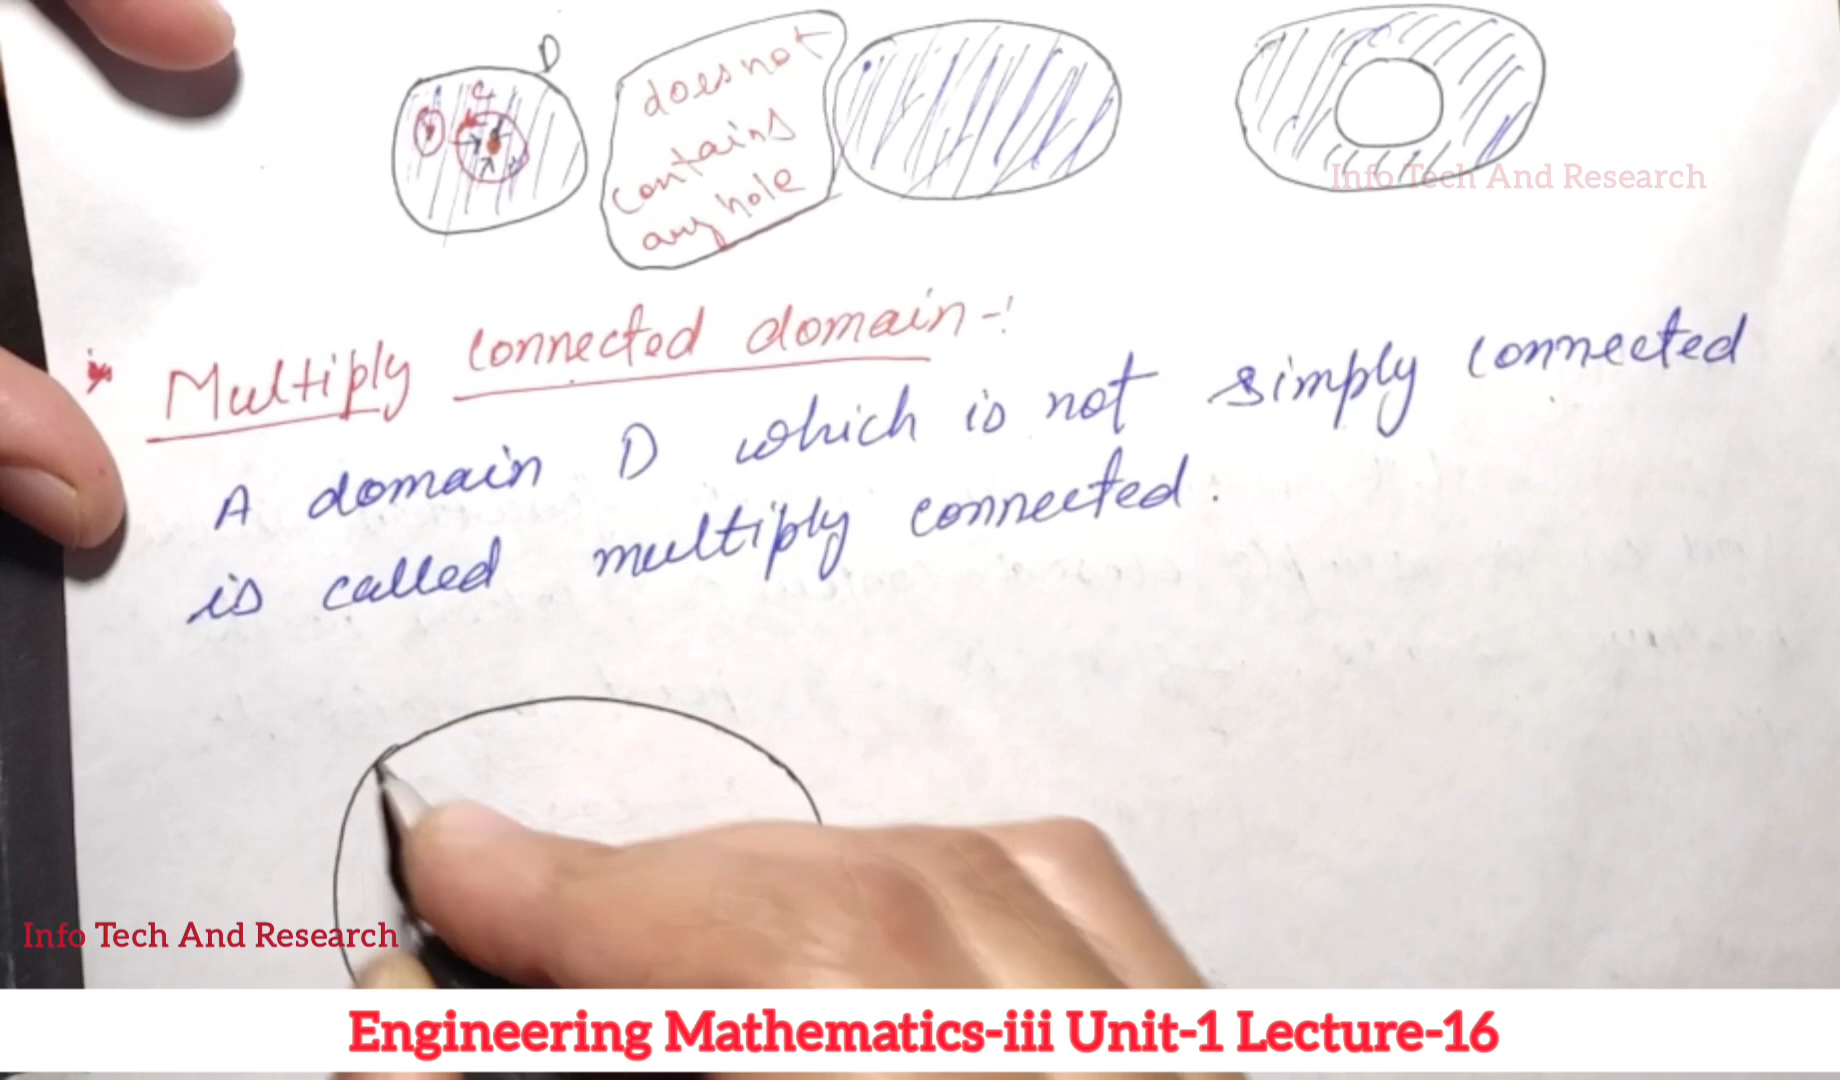 D
C
does not
contains
any hole
Info Tech And Research
Multiply connected domain -:
A domain D which is not simply connected
is called multiply connected.
Info Tech And Research
Engineering Mathematics-iii Unit-1 Lecture-16